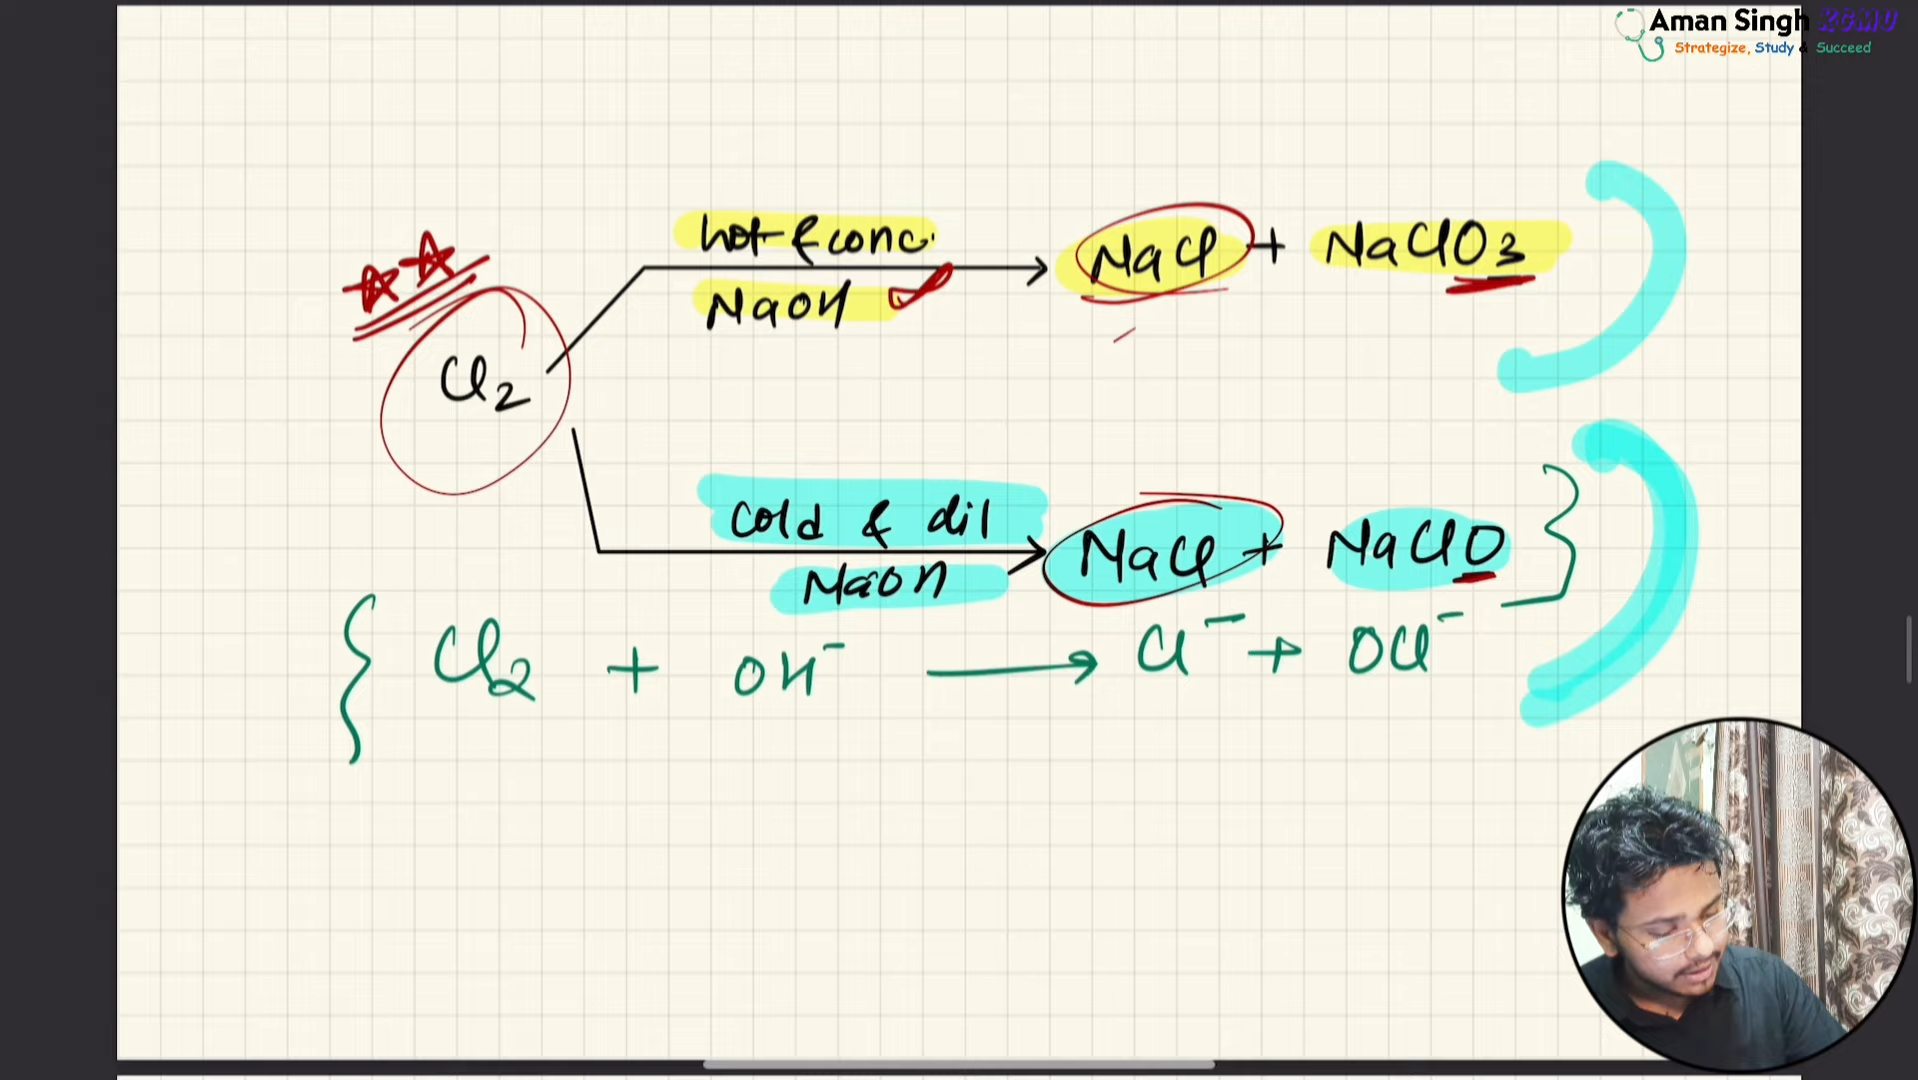 Aman Singh KGMU
Strategize, Study & Succeed
hot & conc.
NaOH
NaCl + NaClO3
Cl2
cold & dil
NaOH
NaCl + NaClO
Cl2 + OH⁻ → Cl⁻ + OCl⁻